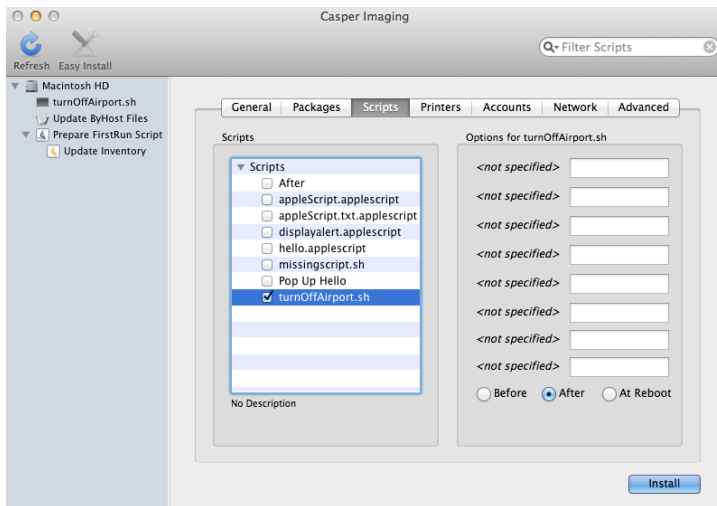 Casper Imaging
Refresh Easy Install
Filter Scripts
Macintosh HD
turnOffAirport.sh
Update ByHost Files
Prepare FirstRun Script
Update Inventory
General Packages Scripts Printers Accounts Network Advanced
Scripts
Scripts
After
appleScript.applescript
appleScript.txt.applescript
displayalert.applescript
hello.applescript
missingscript.sh
Pop Up Hello
turnOffAirport.sh
No Description
Options for turnOffAirport.sh
<not specified>
<not specified>
<not specified>
<not specified>
<not specified>
<not specified>
<not specified>
<not specified>
Before After At Reboot
Install